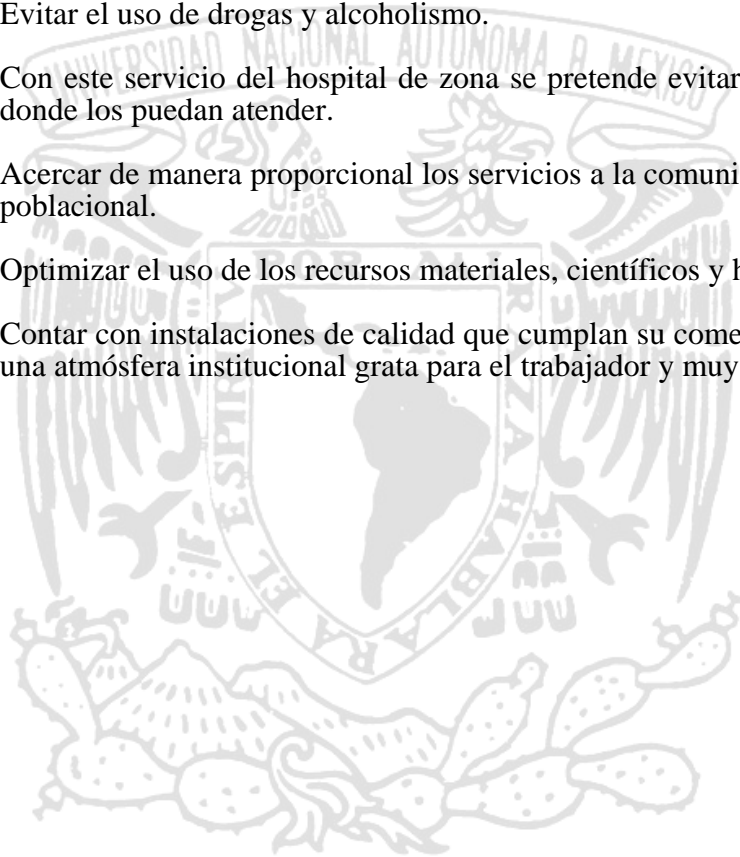 Evitar el uso de drogas y alcoholismo.
UNIVERSIDAD NACIONAL AUTONOMA D MEXICO
Con este servicio del hospital de zona se pretende evitar
donde los puedan atender.
Acercar de manera proporcional los servicios a la comuni
poblacional.
POR MI R
Optimizar el uso de los recursos materiales, científicos y h
Contar con instalaciones de calidad que cumplan su come
una atmósfera institucional grata para el trabajador y muy
AZA HABLARA EL ESPIRITU